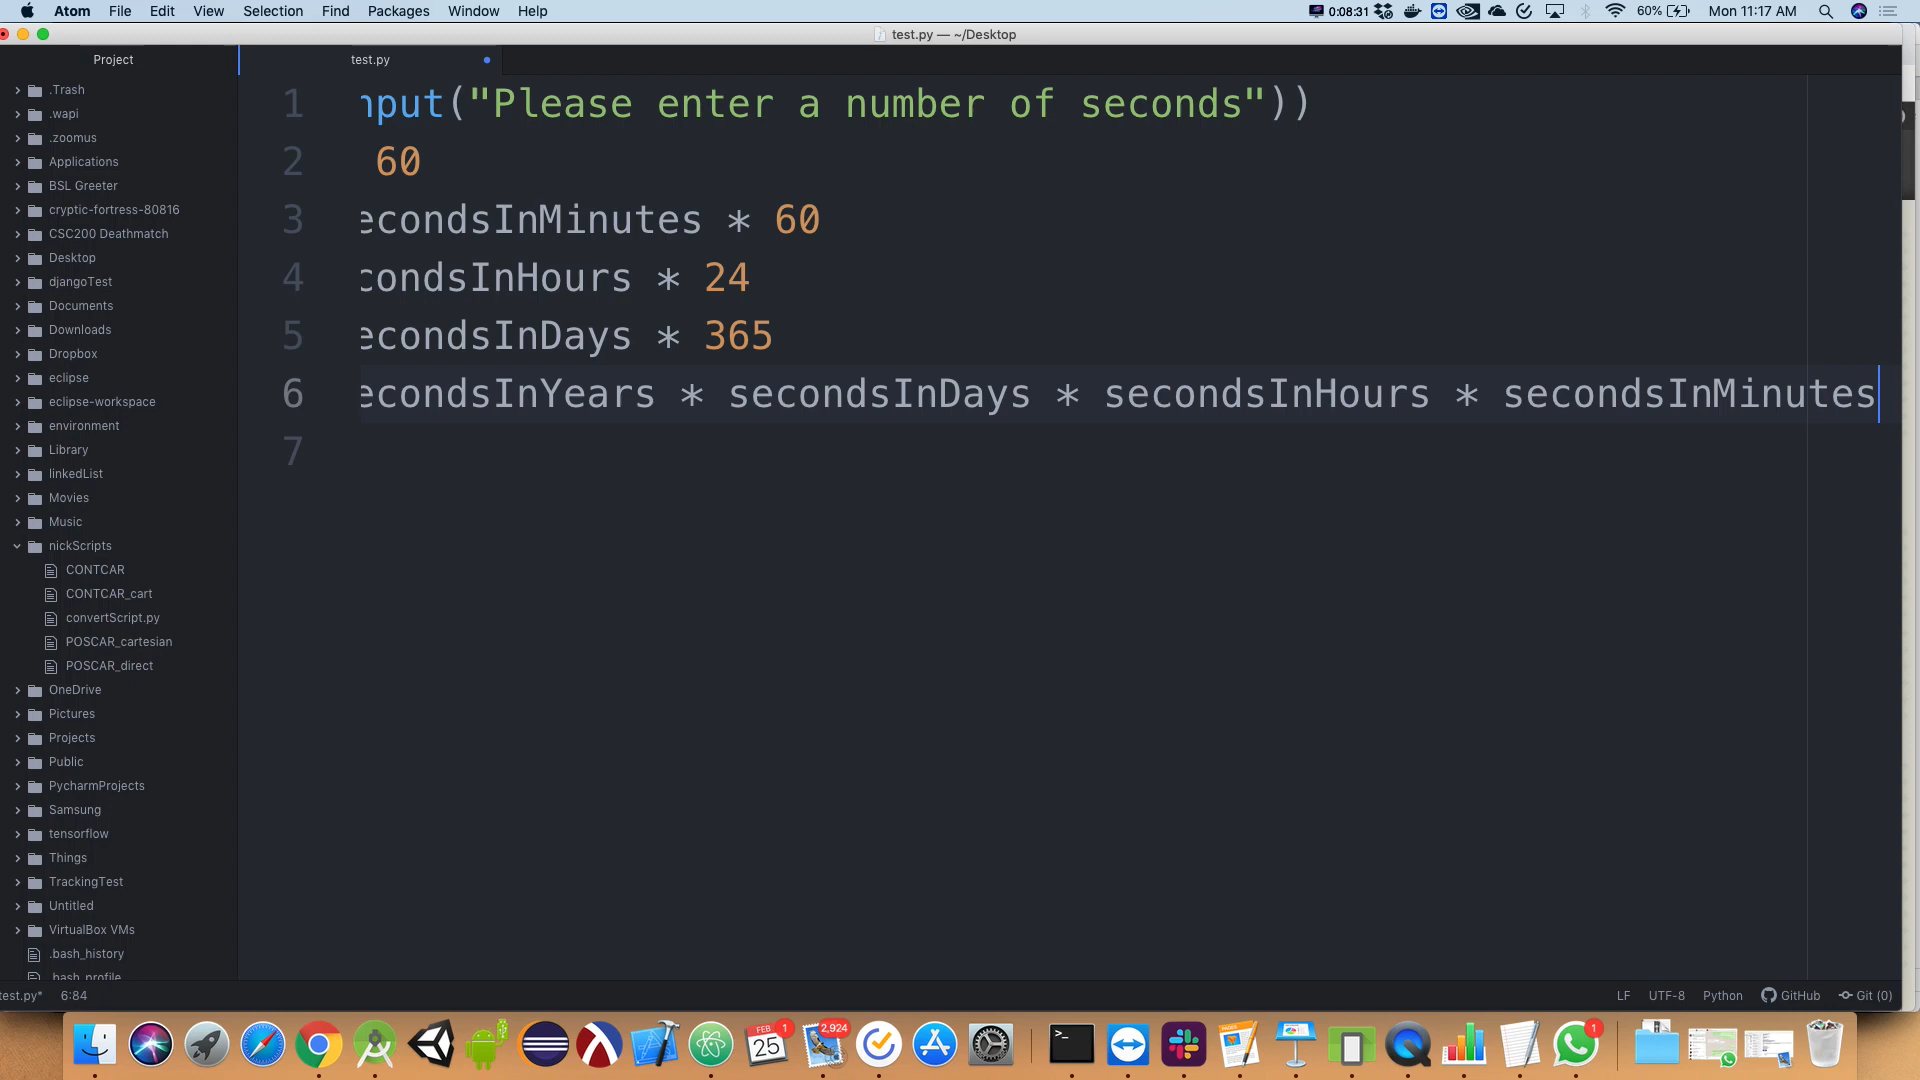 Atom File Edit View Selection Find Packages Window Help 0:08:31 60% Mon 11:17 AM
test.py — ~/Desktop
Project
test.py
.Trash
.wapi
.zoomus
Applications
BSL Greeter
cryptic-fortress-80816
CSC200 Deathmatch
Desktop
djangoTest
Documents
Downloads
Dropbox
eclipse
eclipse-workspace
environment
Library
linkedList
Movies
Music
nickScripts
CONTCAR
CONTCAR_cart
convertScript.py
POSCAR_cartesian
POSCAR_direct
OneDrive
Pictures
Projects
Public
PycharmProjects
Samsung
tensorflow
Things
TrackingTest
Untitled
VirtualBox VMs
.bash_history
.bash_profile
1 nput("Please enter a number of seconds"))
2 60
3 econdsInMinutes * 60
4 condsInHours * 24
5 econdsInDays * 365
6 econdsInYears * secondsInDays * secondsInHours * secondsInMinutes
7
test.py* 6:84 LF UTF-8 Python GitHub Git (0)
FEB 25 1 2,924 1